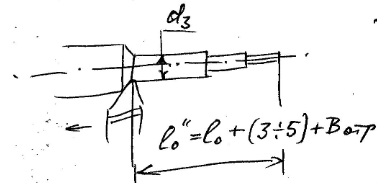 d₃
l₀" = l₀ + (3÷5) + Bотр